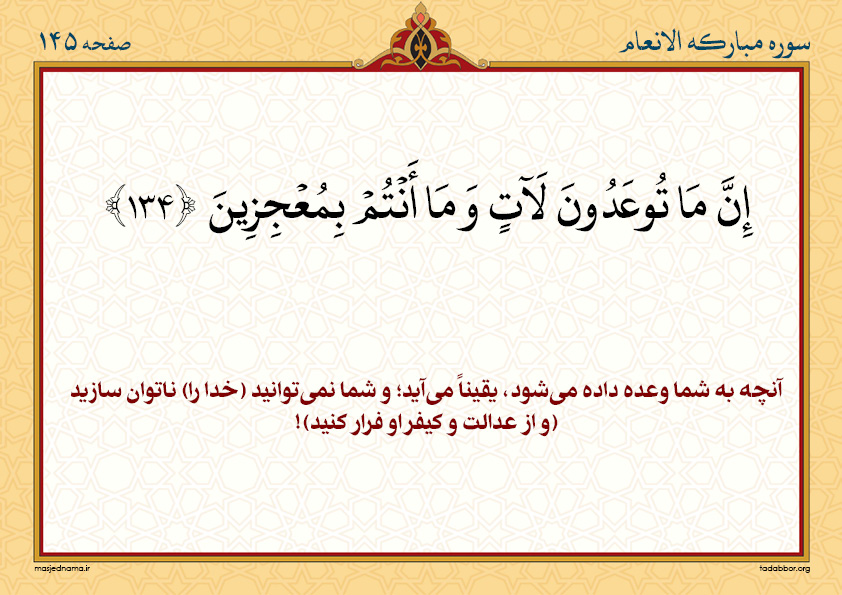 سوره مبارکه الانعام
صفحه ۱۴۵
إِنَّ مَا تُوعَدُونَ لَآتٍ وَ مَا أَنْتُمْ بِمُعْجِزِينَ ﴿۱۳۴﴾
آنچه به شما وعده داده می‌شود، یقیناً می‌آید؛ و شما نمی‌توانید (خدا را) ناتوان سازید
(و از عدالت و کیفر او فرار کنید)!
masjednama.ir
tadabbor.org